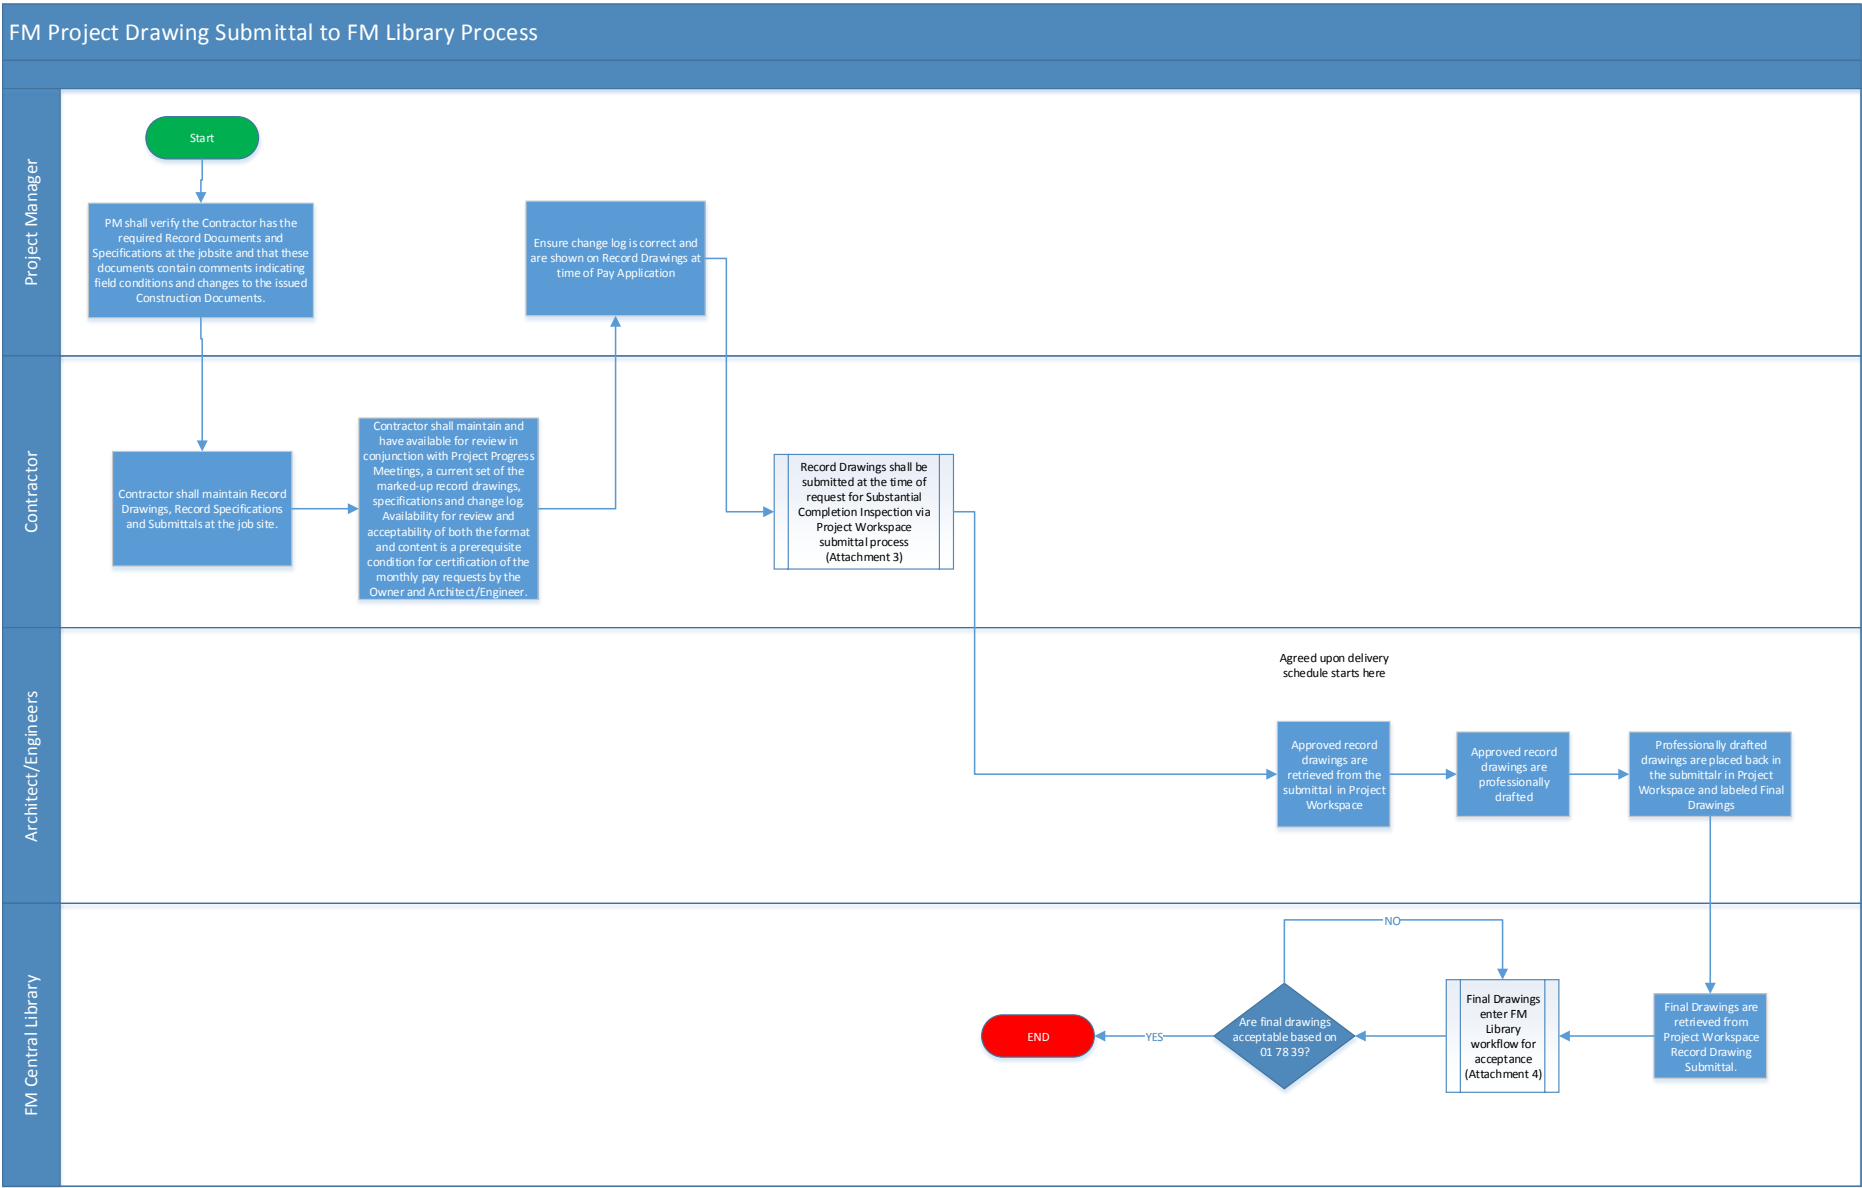 FM Project Drawing Submittal to FM Library Process
Project Manager
Start
PM shall verify the Contractor has the
required Record Documents and
Specifications at the jobsite and that these
documents contain comments indicating
field conditions and changes to the issued
Construction Documents.
Ensure change log is correct and
are shown on Record Drawings at
time of Pay Application
Contractor
Contractor shall maintain Record
Drawings, Record Specifications
and Submittals at the job site.
Contractor shall maintain and
have available for review in
conjunction with Project Progress
Meetings, a current set of the
marked-up record drawings,
specifications and change log.
Availability for review and
acceptability of both the format
and content is a prerequisite
condition for certification of the
monthly pay requests by the
Owner and Architect/Engineer.
Record Drawings shall be
submitted at the time of
request for Substantial
Completion Inspection via
Project Workspace
submittal process
(Attachment 3)
Architect/Engineers
Agreed upon delivery
schedule starts here
Approved record
drawings are
retrieved from the
submittal in Project
Workspace
Approved record
drawings are
professionally
drafted
Professionally drafted
drawings are placed back in
the submittalr in Project
Workspace and labeled Final
Drawings
FM Central Library
NO
END
YES
Are final drawings
acceptable based on
01 78 39?
Final Drawings
enter FM
Library
workflow for
acceptance
(Attachment 4)
Final Drawings are
retrieved from
Project Workspace
Record Drawing
Submittal.